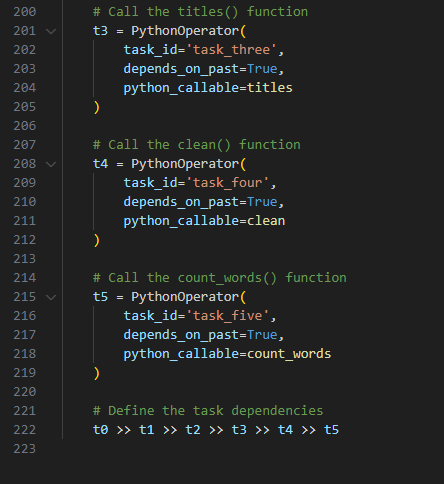 200 # Call the titles() function
201 t3 = PythonOperator(
202 task_id='task_three',
203 depends_on_past=True,
204 python_callable=titles
205 )
206
207 # Call the clean() function
208 t4 = PythonOperator(
209 task_id='task_four',
210 depends_on_past=True,
211 python_callable=clean
212 )
213
214 # Call the count_words() function
215 t5 = PythonOperator(
216 task_id='task_five',
217 depends_on_past=True,
218 python_callable=count_words
219 )
220
221 # Define the task dependencies
222 t0 >> t1 >> t2 >> t3 >> t4 >> t5
223